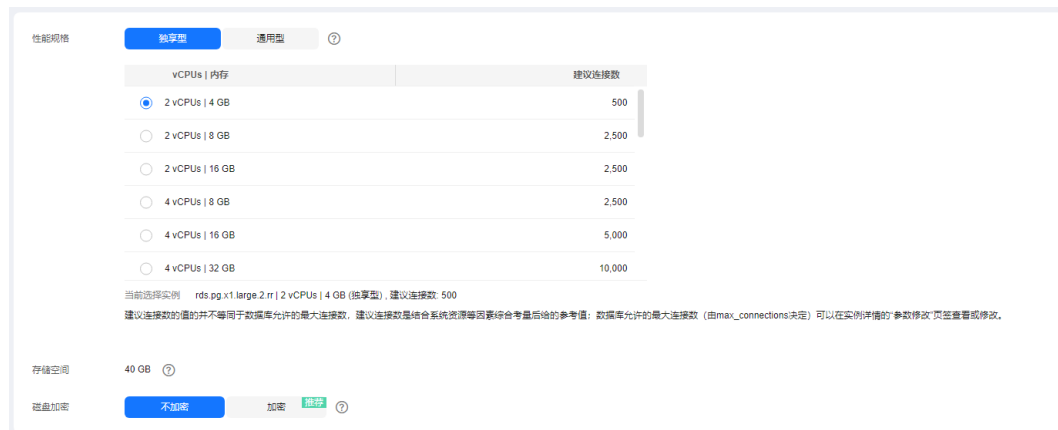 性能规格 独享型 通用型 ?
vCPUs | 内存 建议连接数
2 vCPUs | 4 GB 500
2 vCPUs | 8 GB 2,500
2 vCPUs | 16 GB 2,500
4 vCPUs | 8 GB 2,500
4 vCPUs | 16 GB 5,000
4 vCPUs | 32 GB 10,000
当前选择实例 rds.pg.x1.large.2.rr | 2 vCPUs | 4 GB (独享型) , 建议连接数: 500
建议连接数的值的并不等同于数据库允许的最大连接数，建议连接数是结合系统资源等因素综合考量后给的参考值；数据库允许的最大连接数（由max_connections决定）可以在实例详情的“参数修改”页签查看或修改。
存储空间 40 GB ?
磁盘加密 不加密 加密 推荐 ?